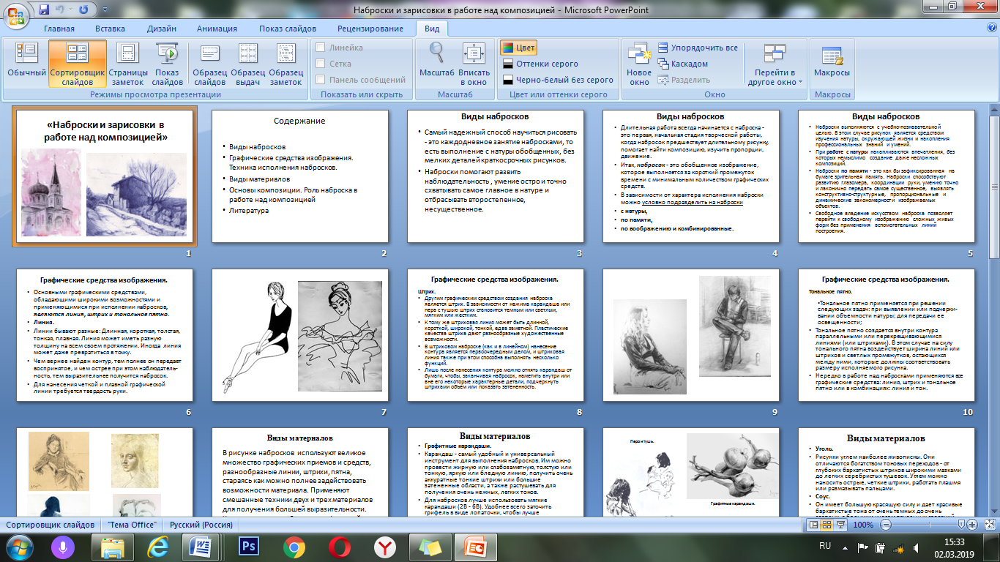 Наброски и зарисовки в работе над композицией - Microsoft PowerPoint
Главная Вставка Дизайн Анимация Показ слайдов Рецензирование Вид
Обычный
Сортировщик слайдов
Страницы заметок
Показ слайдов
Образец слайдов
Образец выдач
Образец заметок
Режимы просмотра презентации
Линейка
Сетка
Панель сообщений
Показать или скрыть
Масштаб
Вписать в окно
Масштаб
Цвет
Оттенки серого
Черно-белый без серого
Цвет или оттенки серого
Новое окно
Упорядочить все
Каскадом
Разделить
Перейти в другое окно
Окно
Макросы
Макросы
«Наброски и зарисовки в
работе над композицией»
1
Содержание
• Виды набросков
• Графические средства изображения.
Техника исполнения набросков.
• Виды материалов
• Основы композиции. Роль наброска в
работе над композицией
• Литература
2
Виды набросков
• Самый надежный способ научиться рисовать
- это каждодневное занятие набросками, то
есть выполнение с натуры обобщенных, без
мелких деталей краткосрочных рисунков.
• Наброски помогают развить
наблюдательность , умение остро и точно
схватывать самое главное в натуре и
отбрасывать второстепенное,
несущественное.
3
Виды набросков
• Длительная работа всегда начинается с наброска -
это первая, начальная стадия творческой работы,
когда набросок предшествует длительному рисунку,
помогает найти композицию, изучить пропорции,
движение.
• Итак, набросок - это обобщенное изображение,
которое выполняется за короткий промежуток
времени с минимальным количеством графических
средств.
• В зависимости от характера исполнения наброски
можно условно подразделить на наброски
• с натуры,
• по памяти,
• по воображению и комбинированные.
4
Виды набросков
• Наброски выполняются с учебно-познавательной
целью. В этом случае рисунок является средством
изучения натуры, окружающей жизни и накопления
профессиональных знаний и умений.
• При работе с натуры накапливаются впечатления, без
которых немыслимо создание даже несложных
композиций.
• Наброски по памяти - это как бы зафиксированная на
бумаге зрительная память. Наброски способствуют
развитию глазомера, координации руки, умению точно
и лаконично передать самое существенное, выявлять
конструктивно-структурные, пропорциональные и
динамические закономерности изображаемых
объектов.
• Свободное владение искусством наброска позволяет
перейти к свободному изображению сложных живых
форм без применения вспомогательных линий
построения.
5
Графические средства изображения.
• Основными графическими средствами,
обладающими широкими возможностями и
применяющимися при исполнении набросков,
являются линия, штрих и тональное пятно.
• Линия.
• Линии бывают разные: Длинная, короткая, толстая,
тонкая, плавная. Линия может иметь разную
толщину на всем своем протяжении. Иногда линия
может даже превратиться в точку.
• Чем вернее найден контур, тем полнее он передает
воспринятое, и чем острее при этом наблюдатель-
ность, тем выразительнее получится набросок.
• Для нанесения четкой и плавной графической
линии требуется твердость руки.
6
7
Графические средства изображения.
Штрих.
• Другим графическим средством создания наброска
является штрих. В зависимости от нажима карандаша или
пера с тушью штрих становится темным или светлым,
мягким или жестким.
• К тому же штриховая линия может быть длинной,
короткой, широкой, тонкой, едва заметной. Пластические
качества штриха дают разнообразные художественные
возможности.
• В штриховом наброске (как и в линейном) нанесение
контура является первоочередным делом, и штриховая
линия также при этом способна выполнять несколько
функций.
• Лишь после нанесения контура можно отнять карандаш от
бумаги, чтобы, заканчивая набросок, наметить внутри или
вне его некоторые характерные детали, подчеркнуть
штрихами объем или показать затененность.
8
9
Графические средства изображения.
Тональное пятно.
•Тональное пятно применяется при решении
следующих задач: при выявлении или подчерки-
вании объемности натуры; для передачи ее
освещенности;
• Тональное пятно создается внутри контура
параллельными или перекрещивающимися
линиями (или штрихами). В этом случае на силу
тонального пятна воздействует ширина линий или
штрихов и светлых промежутков, остающихся
между ними, которые должны соответствовать
размеру исполняемого рисунка.
• Нередко в работе над набросками применяются все
графические средства: линия, штрих и тональное
пятно или в комбинациях: линия и тон.
10
Виды материалов
В рисунке набросков используют великое
множество графических приемов и средств,
разнообразные линии, штрихи, пятна,
стараясь как можно полнее задействовать
возможности материала. Применяют
смешанные техники двух и трех материалов
для получения большей выразительности.
Виды материалов
• Графитные карандаши.
• Карандаш - самый удобный и универсальный
инструмент для выполнения набросков. Им можно
провести жирную или слабозаметную, толстую или
тонкую, яркую или бледную линию, получить очень
аккуратные тонкие штрихи или большие
затененные области, а также растушевать для
получения очень нежных, легких тонов.
• Для набросков лучше использовать мягкие
карандаши (2B - 6B). Удобнее всего заточить
грифель в виде лопаточки, чтобы лучше
Перо и тушь.
Графитные карандаши.
Виды материалов
• Уголь.
• Рисунки углем наиболее живописны. Они
отличаются богатством тоновых переходов - от
глубоких бархатистых штрихов широкими мазками
до легких серебристых тушевок. Углем можно
наносить острые, четкие штрихи, работать плашмя
или размазывать пальцами.
• Соус.
• Он имеет большую красящую силу и дает красивые
бархатистые тона от очень темных до очень
Сортировщик слайдов "Тема Office" Русский (Россия) 100%
RU 15:33
02.03.2019